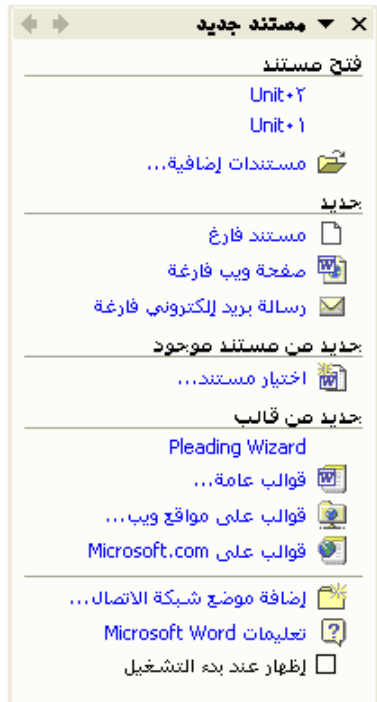 مستند جديد
فتح مستند
Unit٠٢
Unit٠١
مستندات إضافية...
جديد
مستند فارغ
صفحة ويب فارغة
رسالة بريد إلكتروني فارغة
جديد من مستند موجود
اختيار مستند...
جديد من قالب
Pleading Wizard
قوالب عامة...
قوالب على مواقع ويب...
قوالب على Microsoft.com
إضافة موضع شبكة الاتصال...
تعليمات Microsoft Word
إظهار عند بدء التشغيل